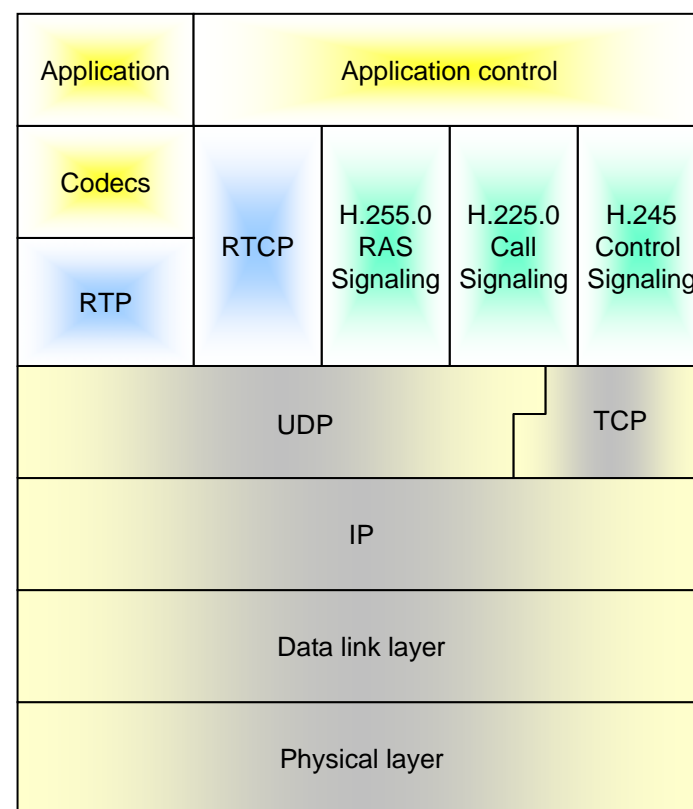 Application
Application control
Codecs
RTP
RTCP
H.255.0
RAS
Signaling
H.225.0
Call
Signaling
H.245
Control
Signaling
UDP
TCP
IP
Data link layer
Physical layer